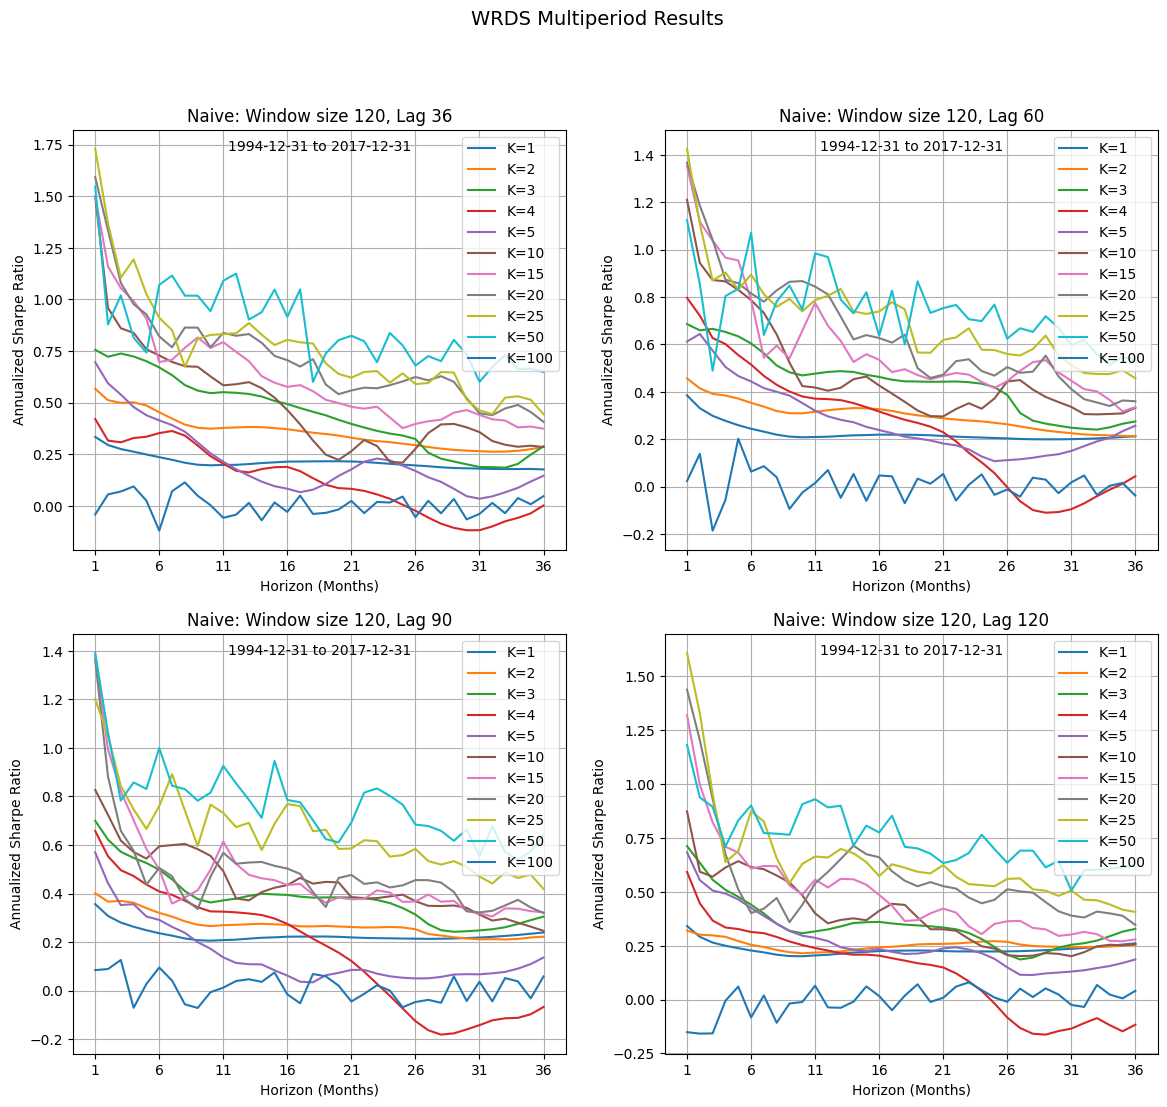 WRDS Multiperiod Results
Naive: Window size 120, Lag 36
1994-12-31 to 2017-12-31
Annualized Sharpe Ratio
1.75
1.50
1.25
1.00
0.75
0.50
0.25
0.00
K=1
K=2
K=3
K=4
K=5
K=10
K=15
K=20
K=25
K=50
K=100
1 6 11 16 21 26 31 36
Horizon (Months)
Naive: Window size 120, Lag 60
1994-12-31 to 2017-12-31
Annualized Sharpe Ratio
1.4
1.2
1.0
0.8
0.6
0.4
0.2
0.0
−0.2
K=1
K=2
K=3
K=4
K=5
K=10
K=15
K=20
K=25
K=50
K=100
1 6 11 16 21 26 31 36
Horizon (Months)
Naive: Window size 120, Lag 90
1994-12-31 to 2017-12-31
Annualized Sharpe Ratio
1.4
1.2
1.0
0.8
0.6
0.4
0.2
0.0
−0.2
K=1
K=2
K=3
K=4
K=5
K=10
K=15
K=20
K=25
K=50
K=100
1 6 11 16 21 26 31 36
Horizon (Months)
Naive: Window size 120, Lag 120
1994-12-31 to 2017-12-31
Annualized Sharpe Ratio
1.50
1.25
1.00
0.75
0.50
0.25
0.00
−0.25
K=1
K=2
K=3
K=4
K=5
K=10
K=15
K=20
K=25
K=50
K=100
1 6 11 16 21 26 31 36
Horizon (Months)